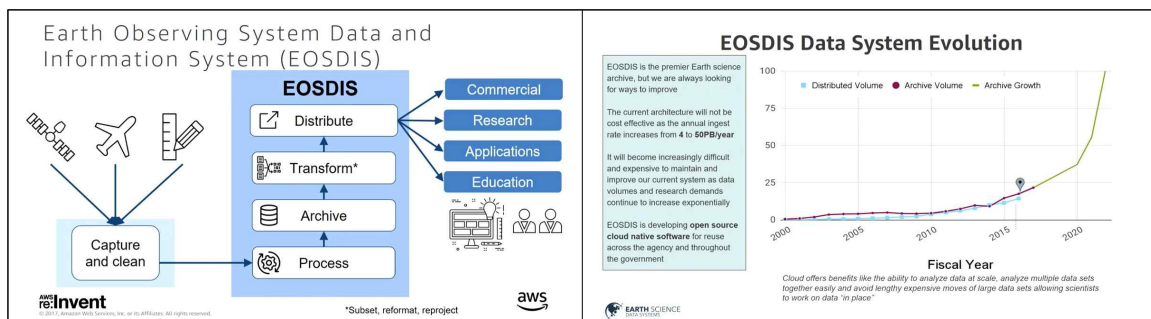 Earth Observing System Data and
Information System (EOSDIS)
EOSDIS
Distribute
Transform*
Archive
Process
Capture
and clean
Commercial
Research
Applications
Education
AWS
re:Invent
© 2017, Amazon Web Services, Inc. or its Affiliates. All rights reserved.
*Subset, reformat, reproject
aws
EOSDIS Data System Evolution
EOSDIS is the premier Earth science
archive, but we are always looking
for ways to improve
The current architecture will not be
cost effective as the annual ingest
rate increases from 4 to 50PB/year
It will become increasingly difficult
and expensive to maintain and
improve our current system as data
volumes and research demands
continue to increase exponentially
EOSDIS is developing open source
cloud native software for reuse
across the agency and throughout
the government
Distributed Volume Archive Volume Archive Growth
100
75
50
25
0
2000 2005 2010 2015 2020
Fiscal Year
Cloud offers benefits like the ability to analyze data at scale, analyze multiple data sets
together easily and avoid lengthy expensive moves of large data sets allowing scientists
to work on data "in place"
EARTH SCIENCE
DATA SYSTEMS